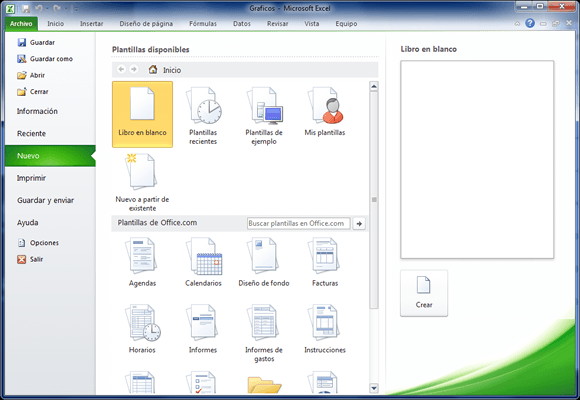 Graficos - Microsoft Excel
Archivo Inicio Insertar Diseño de página Fórmulas Datos Revisar Vista Equipo
Guardar
Guardar como
Abrir
Cerrar
Información
Reciente
Nuevo
Imprimir
Guardar y enviar
Ayuda
Opciones
Salir
Plantillas disponibles
Inicio
Libro en blanco
Plantillas recientes
Plantillas de ejemplo
Mis plantillas
Nuevo a partir de existente
Plantillas de Office.com
Buscar plantillas en Office.com
Agendas
Calendarios
Diseño de fondo
Facturas
Horarios
Informes
Informes de gastos
Instrucciones
Libro en blanco
Crear